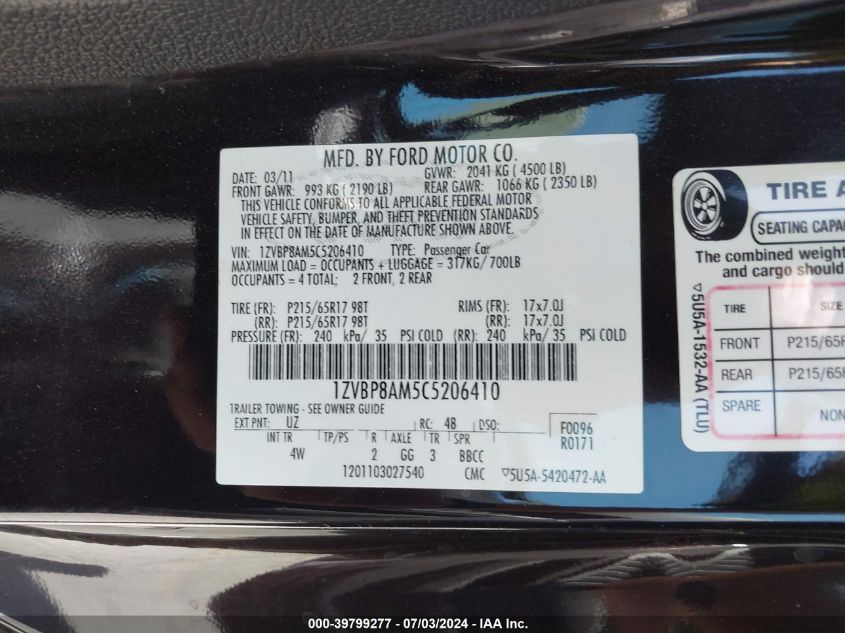 MFD. BY FORD MOTOR CO.
DATE: 03/11 GVWR: 2041 KG ( 4500 LB)
FRONT GAWR: 993 KG ( 2190 LB) REAR GAWR: 1066 KG ( 2350 LB)
THIS VEHICLE CONFORMS TO ALL APPLICABLE FEDERAL MOTOR
VEHICLE SAFETY, BUMPER, AND THEFT PREVENTION STANDARDS
IN EFFECT ON THE DATE OF MANUFACTURE SHOWN ABOVE.
VIN: 1ZVBP8AM5C5206410 TYPE: Passenger Car
MAXIMUM LOAD = OCCUPANTS + LUGGAGE = 317KG/ 700LB
OCCUPANTS = 4 TOTAL; 2 FRONT, 2 REAR
TIRE (FR): P215/65R17 98T RIMS (FR): 17x7.0J
(RR): P215/65R17 98T (RR): 17x7.0J
PRESSURE (FR): 240 kPa/ 35 PSI COLD (RR): 240 kPa/ 35 PSI COLD
1ZVBP8AM5C5206410
TRAILER TOWING - SEE OWNER GUIDE
EXT PNT: UZ RC: 48 DSO: F0096
R0171
INT TR TP/PS R AXLE TR SPR
4W 2 GG 3 BBCC
1201103027540 CMC ▽5U5A-5420472-AA
TIRE A
SEATING CAPA
The combined weight
and cargo should
TIRE SIZE
FRONT P215/65R
REAR P215/65R
SPARE NON
▽5U5A-1532-AA (TLU)
000-39799277 - 07/03/2024 - IAA Inc.